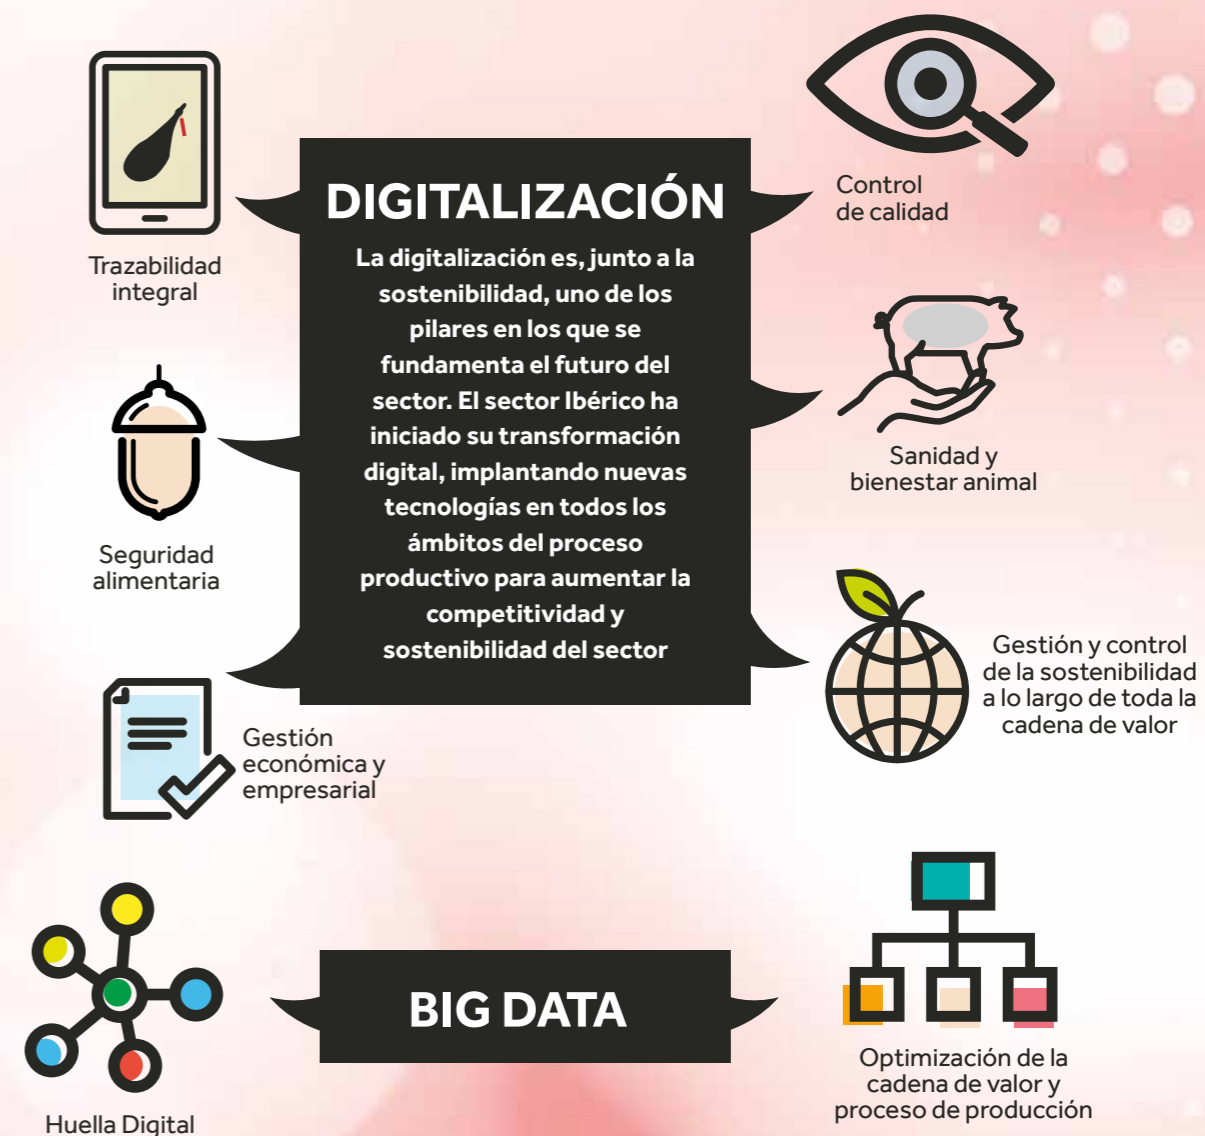 DIGITALIZACIÓN
La digitalización es, junto a la
sostenibilidad, uno de los
pilares en los que se
fundamenta el futuro del
sector. El sector Ibérico ha
iniciado su transformación
digital, implantando nuevas
tecnologías en todos los
ámbitos del proceso
productivo para aumentar la
competitividad y
sostenibilidad del sector
Trazabilidad
integral
Seguridad
alimentaria
Gestión
económica y
empresarial
Control
de calidad
Sanidad y
bienestar animal
Gestión y control
de la sostenibilidad
a lo largo de toda la
cadena de valor
BIG DATA
Huella Digital
Optimización de la
cadena de valor y
proceso de producción